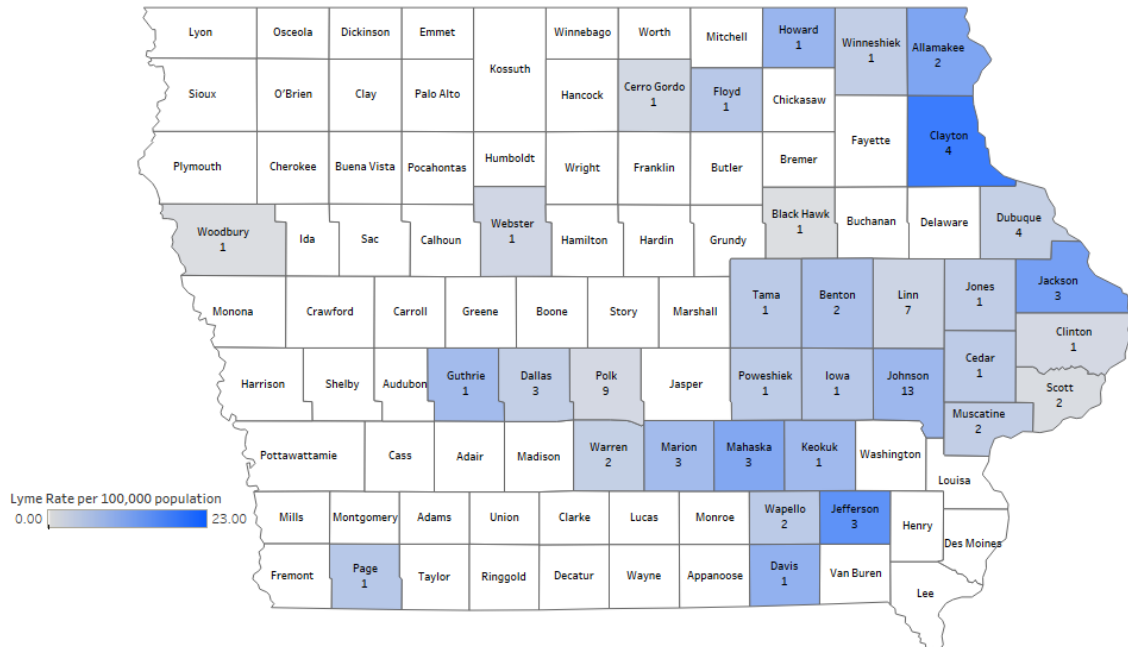 Lyon
Osceola
Dickinson
Emmet
Kossuth
Winnebago
Worth
Mitchell
Howard
1
Winneshiek
1
Allamakee
2
Sioux
O'Brien
Clay
Palo Alto
Hancock
Cerro Gordo
1
Floyd
1
Chickasaw
Fayette
Clayton
4
Plymouth
Cherokee
Buena Vista
Pocahontas
Humboldt
Wright
Franklin
Butler
Bremer
Woodbury
1
Ida
Sac
Calhoun
Webster
1
Hamilton
Hardin
Grundy
Black Hawk
1
Buchanan
Delaware
Dubuque
4
Monona
Crawford
Carroll
Greene
Boone
Story
Marshall
Tama
1
Benton
2
Linn
7
Jones
1
Jackson
3
Clinton
1
Harrison
Shelby
Audubon
Guthrie
1
Dallas
3
Polk
9
Jasper
Poweshiek
1
Iowa
1
Johnson
13
Cedar
1
Scott
2
Muscatine
2
Pottawattamie
Cass
Adair
Madison
Warren
2
Marion
3
Mahaska
3
Keokuk
1
Washington
Louisa
Lyme Rate per 100,000 population
0.00 23.00
Mills
Montgomery
Adams
Union
Clarke
Lucas
Monroe
Wapello
2
Jefferson
3
Henry
Des Moines
Fremont
Page
1
Taylor
Ringgold
Decatur
Wayne
Appanoose
Davis
1
Van Buren
Lee